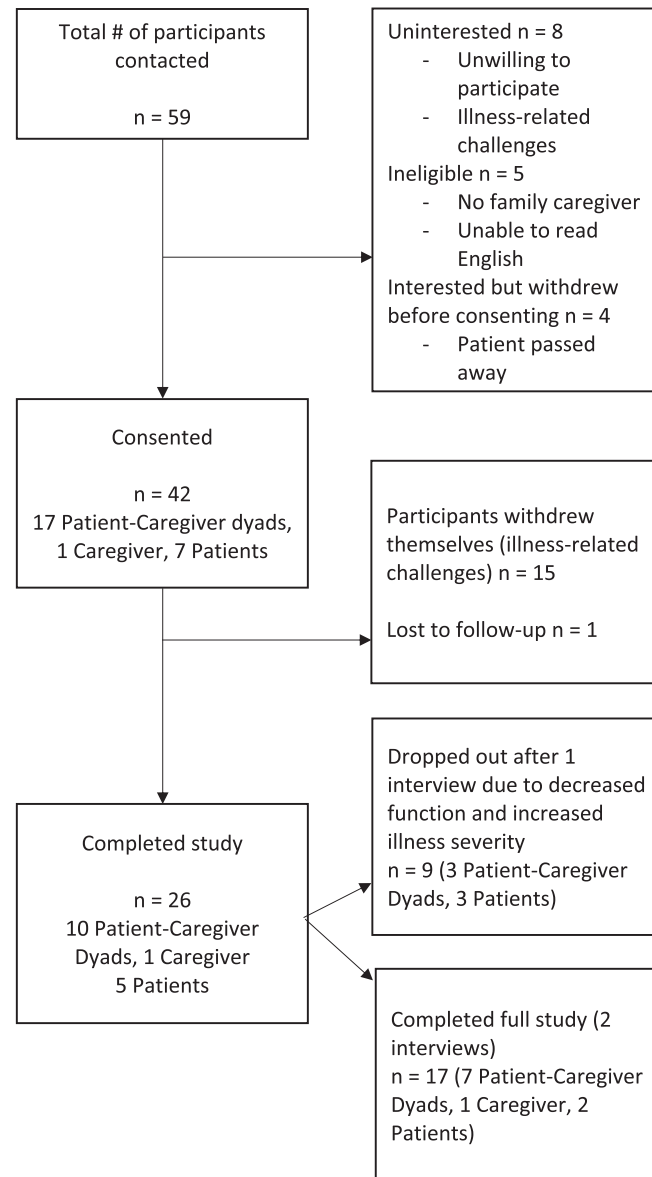 Total # of participants
contacted
n = 59
Uninterested n = 8
- Unwilling to
participate
- Illness-related
challenges
Ineligible n = 5
- No family caregiver
- Unable to read
English
Interested but withdrew
before consenting n = 4
- Patient passed
away
Consented
n = 42
17 Patient-Caregiver dyads,
1 Caregiver, 7 Patients
Participants withdrew
themselves (illness-related
challenges) n = 15
Lost to follow-up n = 1
Dropped out after 1
interview due to decreased
function and increased
illness severity
n = 9 (3 Patient-Caregiver
Dyads, 3 Patients)
Completed study
n = 26
10 Patient-Caregiver
Dyads, 1 Caregiver
5 Patients
Completed full study (2
interviews)
n = 17 (7 Patient-Caregiver
Dyads, 1 Caregiver, 2
Patients)